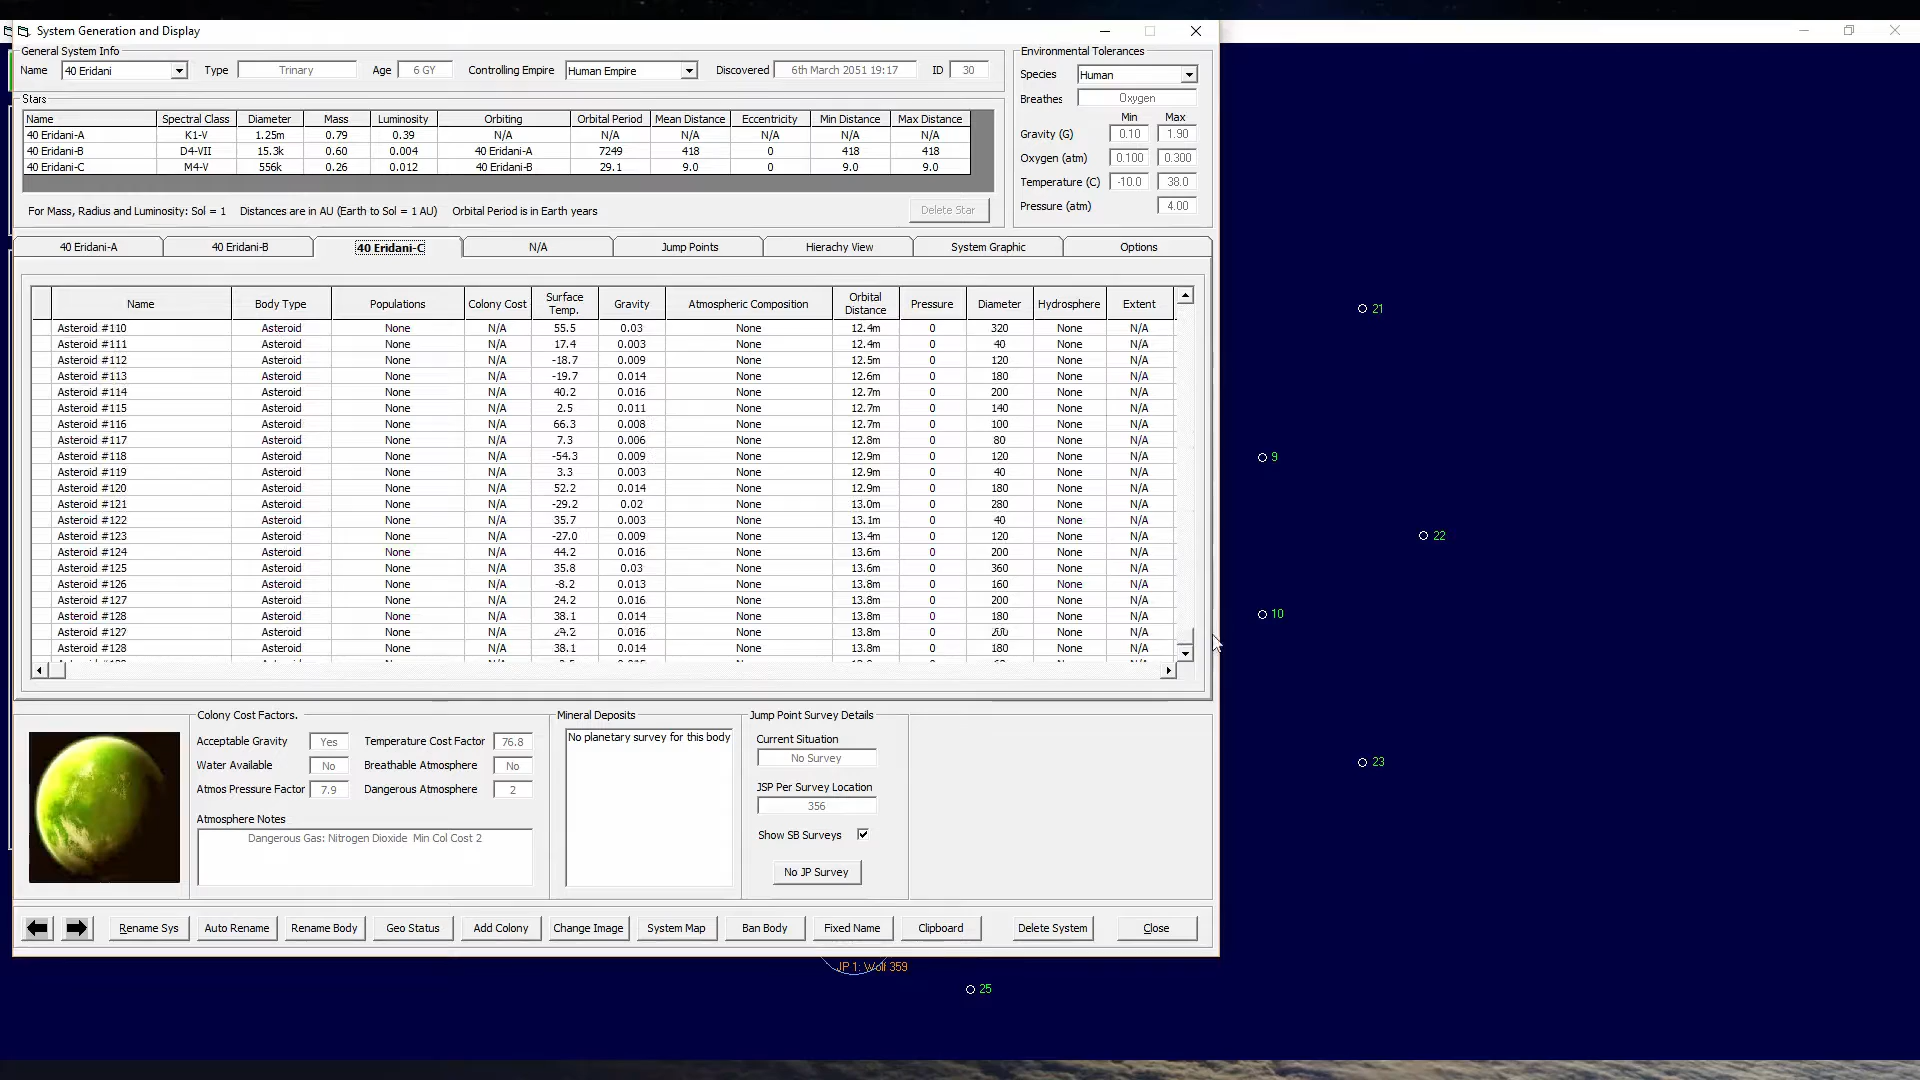 System Generation and Display
General System Info
Name 40 Eridani Type Trinary Age 6 GY Controlling Empire Human Empire Discovered 6th March 2051 19:17 ID 30
Stars
Name Spectral Class Diameter Mass Luminosity Orbiting Orbital Period Mean Distance Eccentricity Min Distance Max Distance
40 Eridani-A K1-V 1.25m 0.79 0.39 N/A N/A N/A N/A N/A N/A
40 Eridani-B D4-VII 15.3k 0.60 0.004 40 Eridani-A 7249 418 0 418 418
40 Eridani-C M4-V 556k 0.26 0.012 40 Eridani-B 29.1 9.0 0 9.0 9.0
For Mass, Radius and Luminosity: Sol = 1 Distances are in AU (Earth to Sol = 1 AU) Orbital Period is in Earth years Delete Star
Environmental Tolerances
Species Human
Breathes Oxygen
Min Max
Gravity (G) 0.10 1.90
Oxygen (atm) 0.100 0.300
Temperature (C) -10.0 38.0
Pressure (atm) 4.00
40 Eridani-A 40 Eridani-B 40 Eridani-C N/A Jump Points Hierachy View System Graphic Options
Name Body Type Populations Colony Cost Surface Temp. Gravity Atmospheric Composition Orbital Distance Pressure Diameter Hydrosphere Extent
Asteroid #110 Asteroid None N/A 55.5 0.03 None 12.4m 0 320 None N/A
Asteroid #111 Asteroid None N/A 17.4 0.003 None 12.4m 0 40 None N/A
Asteroid #112 Asteroid None N/A -18.7 0.009 None 12.5m 0 120 None N/A
Asteroid #113 Asteroid None N/A -19.7 0.014 None 12.6m 0 180 None N/A
Asteroid #114 Asteroid None N/A 40.2 0.016 None 12.7m 0 200 None N/A
Asteroid #115 Asteroid None N/A 2.5 0.011 None 12.7m 0 140 None N/A
Asteroid #116 Asteroid None N/A 66.3 0.008 None 12.7m 0 100 None N/A
Asteroid #117 Asteroid None N/A 7.3 0.006 None 12.8m 0 80 None N/A
Asteroid #118 Asteroid None N/A -54.3 0.009 None 12.9m 0 120 None N/A
Asteroid #119 Asteroid None N/A 3.3 0.003 None 12.9m 0 40 None N/A
Asteroid #120 Asteroid None N/A 52.2 0.014 None 12.9m 0 180 None N/A
Asteroid #121 Asteroid None N/A -29.2 0.02 None 13.0m 0 280 None N/A
Asteroid #122 Asteroid None N/A 35.7 0.003 None 13.1m 0 40 None N/A
Asteroid #123 Asteroid None N/A -27.0 0.009 None 13.4m 0 120 None N/A
Asteroid #124 Asteroid None N/A 44.2 0.016 None 13.6m 0 200 None N/A
Asteroid #125 Asteroid None N/A 35.8 0.03 None 13.6m 0 360 None N/A
Asteroid #126 Asteroid None N/A -8.2 0.013 None 13.8m 0 160 None N/A
Asteroid #127 Asteroid None N/A 24.2 0.016 None 13.8m 0 200 None N/A
Asteroid #128 Asteroid None N/A 38.1 0.014 None 13.8m 0 180 None N/A
Asteroid #127 Asteroid None N/A 24.2 0.016 None 13.8m 0 200 None N/A
Asteroid #128 Asteroid None N/A 38.1 0.014 None 13.8m 0 180 None N/A
Colony Cost Factors.
Acceptable Gravity Yes Temperature Cost Factor 76.8
Water Available No Breathable Atmosphere No
Atmos Pressure Factor 7.9 Dangerous Atmosphere 2
Atmosphere Notes
Dangerous Gas: Nitrogen Dioxide Min Col Cost 2
Mineral Deposits
No planetary survey for this body
Jump Point Survey Details
Current Situation
No Survey
JSP Per Survey Location
356
Show SB Surveys
No JP Survey
Rename Sys Auto Rename Rename Body Geo Status Add Colony Change Image System Map Ban Body Fixed Name Clipboard Delete System Close
21
9
22
10
23
JP 1: Wolf 359
25